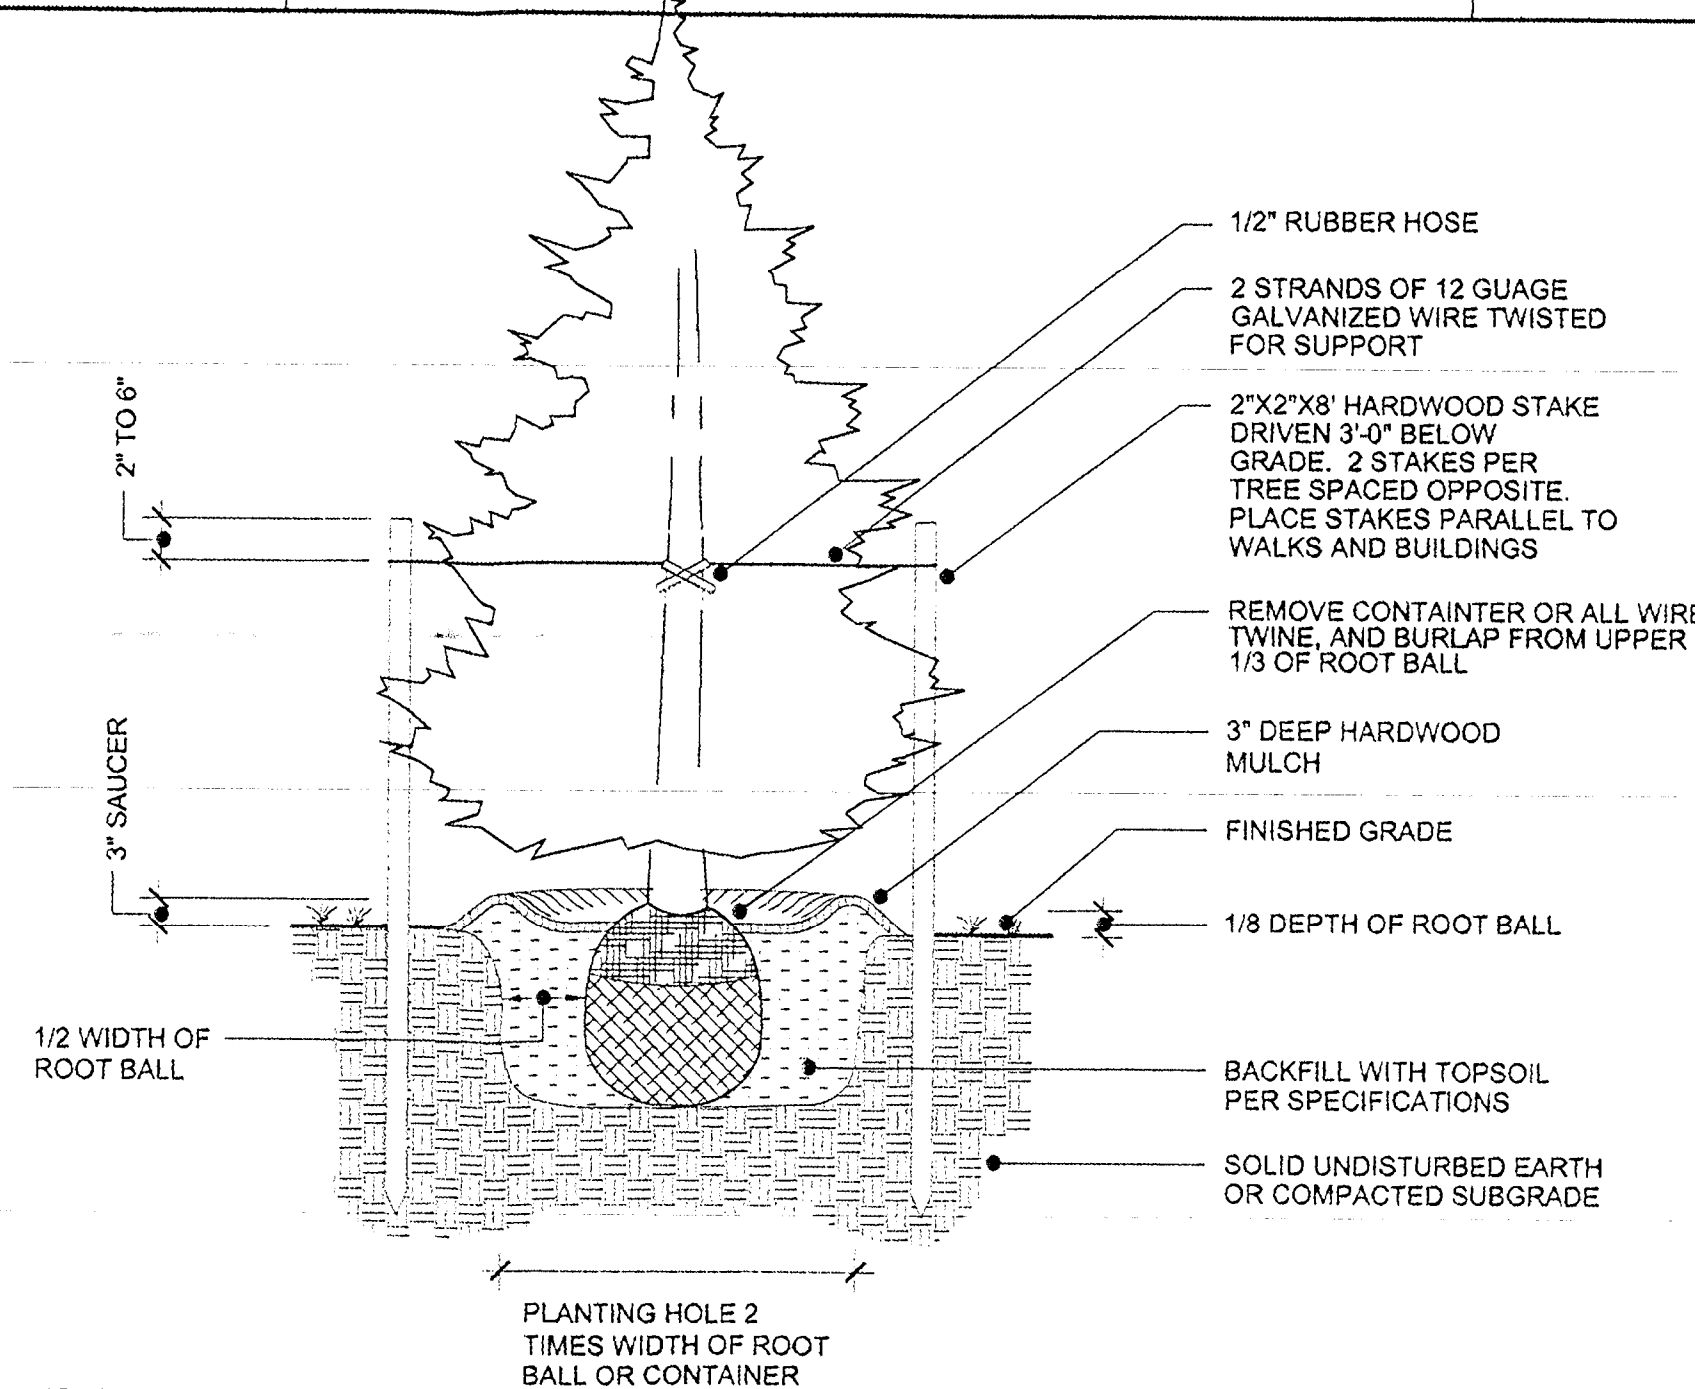 1/2" RUBBER HOSE
2 STRANDS OF 12 GUAGE
GALVANIZED WIRE TWISTED
FOR SUPPORT
2"X2"X8' HARDWOOD STAKE
DRIVEN 3'-0" BELOW
GRADE. 2 STAKES PER
TREE SPACED OPPOSITE.
PLACE STAKES PARALLEL TO
WALKS AND BUILDINGS
2" TO 6"
REMOVE CONTAINTER OR ALL WIRE
TWINE, AND BURLAP FROM UPPER
1/3 OF ROOT BALL
3" DEEP HARDWOOD
MULCH
3" SAUCER
FINISHED GRADE
1/8 DEPTH OF ROOT BALL
1/2 WIDTH OF
ROOT BALL
BACKFILL WITH TOPSOIL
PER SPECIFICATIONS
SOLID UNDISTURBED EARTH
OR COMPACTED SUBGRADE
PLANTING HOLE 2
TIMES WIDTH OF ROOT
BALL OR CONTAINER